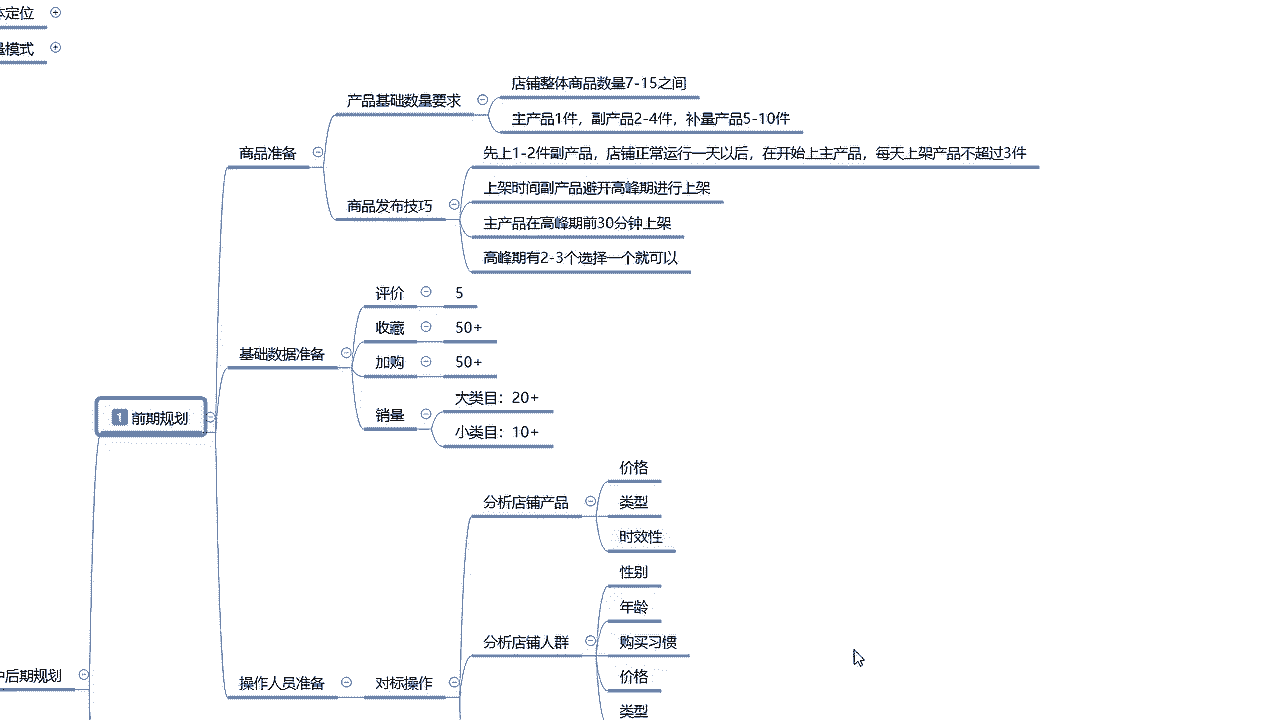 体定位
量模式
店铺整体商品数量7-15之间
产品基础数量要求
主产品1件，副产品2-4件，补量产品5-10件
商品准备
先上1-2件副产品，店铺正常运行一天以后，在开始上主产品，每天上架产品不超过3件
上架时间副产品避开高峰期进行上架
商品发布技巧
主产品在高峰期前30分钟上架
高峰期有2-3个选择一个就可以
评价
5
收藏
50+
基础数据准备
加购
50+
大类目：20+
销量
小类目：10+
1 前期规划
价格
分析店铺产品
类型
时效性
性别
年龄
分析店铺人群
购买习惯
价格
中后期规划
操作人员准备
对标操作
类型